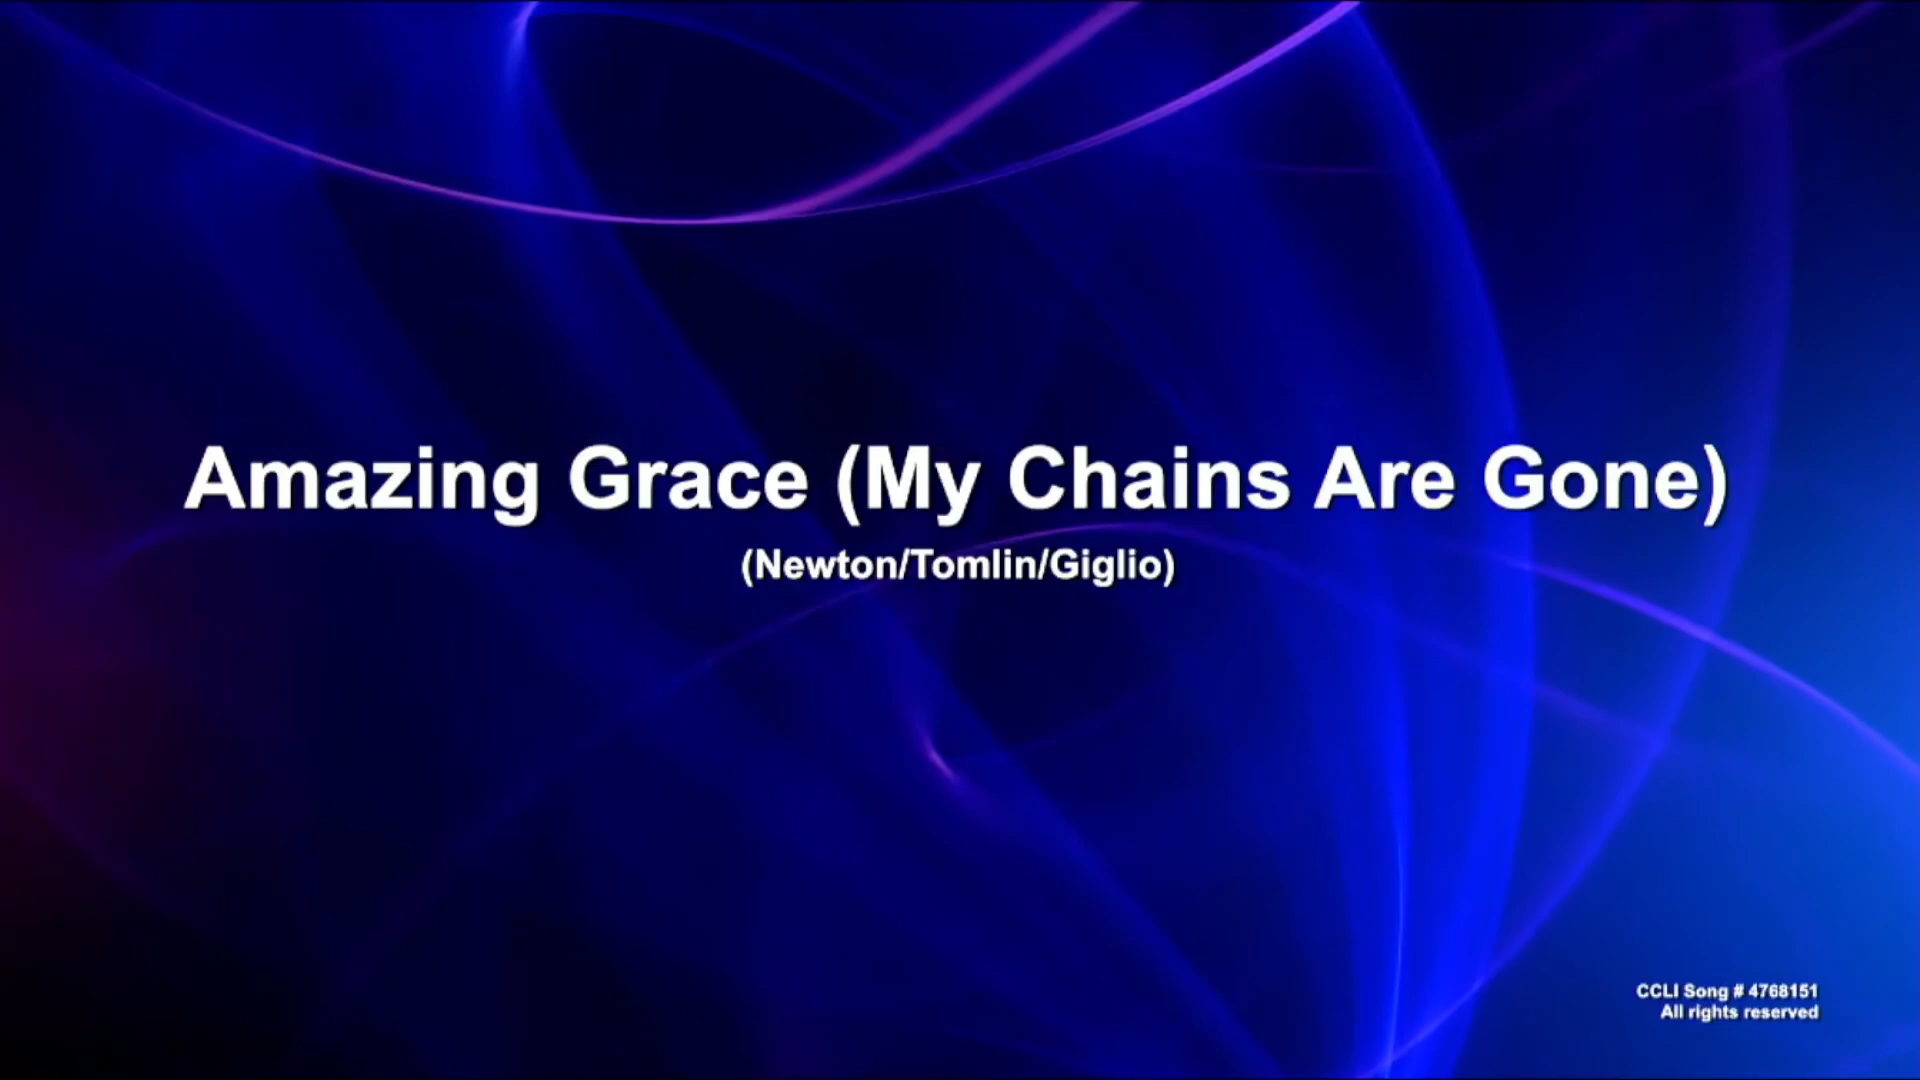 Amazing Grace (My Chains Are Gone)
(Newton/Tomlin/Giglio)
CCLI Song # 4768151
All rights reserved